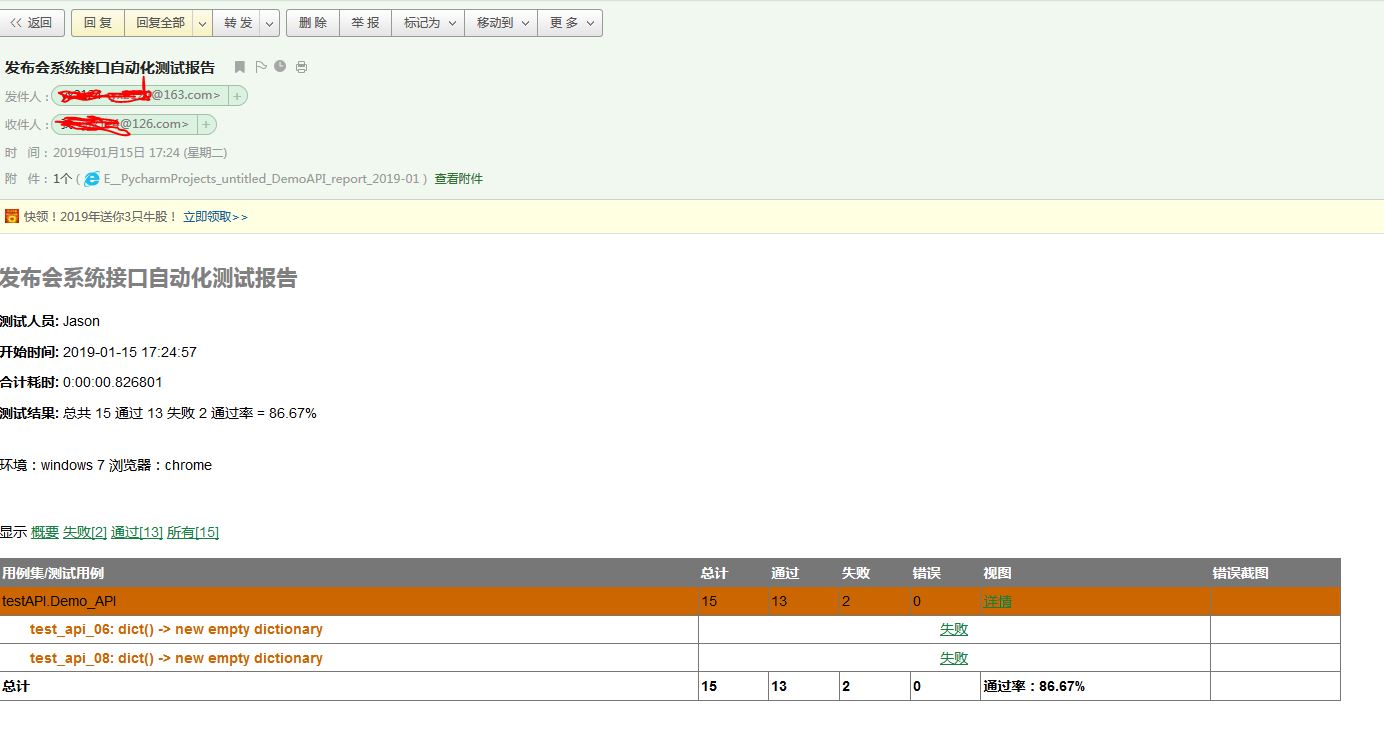 << 返回 回 复 回复全部 转 发 删 除 举 报 标记为 移动到 更 多
发布会系统接口自动化测试报告
发件人： @163.com> +
收件人： @126.com> +
时 间：2019年01月15日 17:24 (星期二)
附 件：1个 ( E__PycharmProjects_untitled_DemoAPI_report_2019-01 ) 查看附件
快领！2019年送你3只牛股！ 立即领取>>
发布会系统接口自动化测试报告
测试人员: Jason
开始时间: 2019-01-15 17:24:57
合计耗时: 0:00:00.826801
测试结果: 总共 15 通过 13 失败 2 通过率 = 86.67%
环境：windows 7 浏览器：chrome
显示 概要 失败[2] 通过[13] 所有[15]
用例集/测试用例 总计 通过 失败 错误 视图 错误截图
testAPI.Demo_API 15 13 2 0 详情
test_api_06: dict() -> new empty dictionary 失败
test_api_08: dict() -> new empty dictionary 失败
总计 15 13 2 0 通过率：86.67%